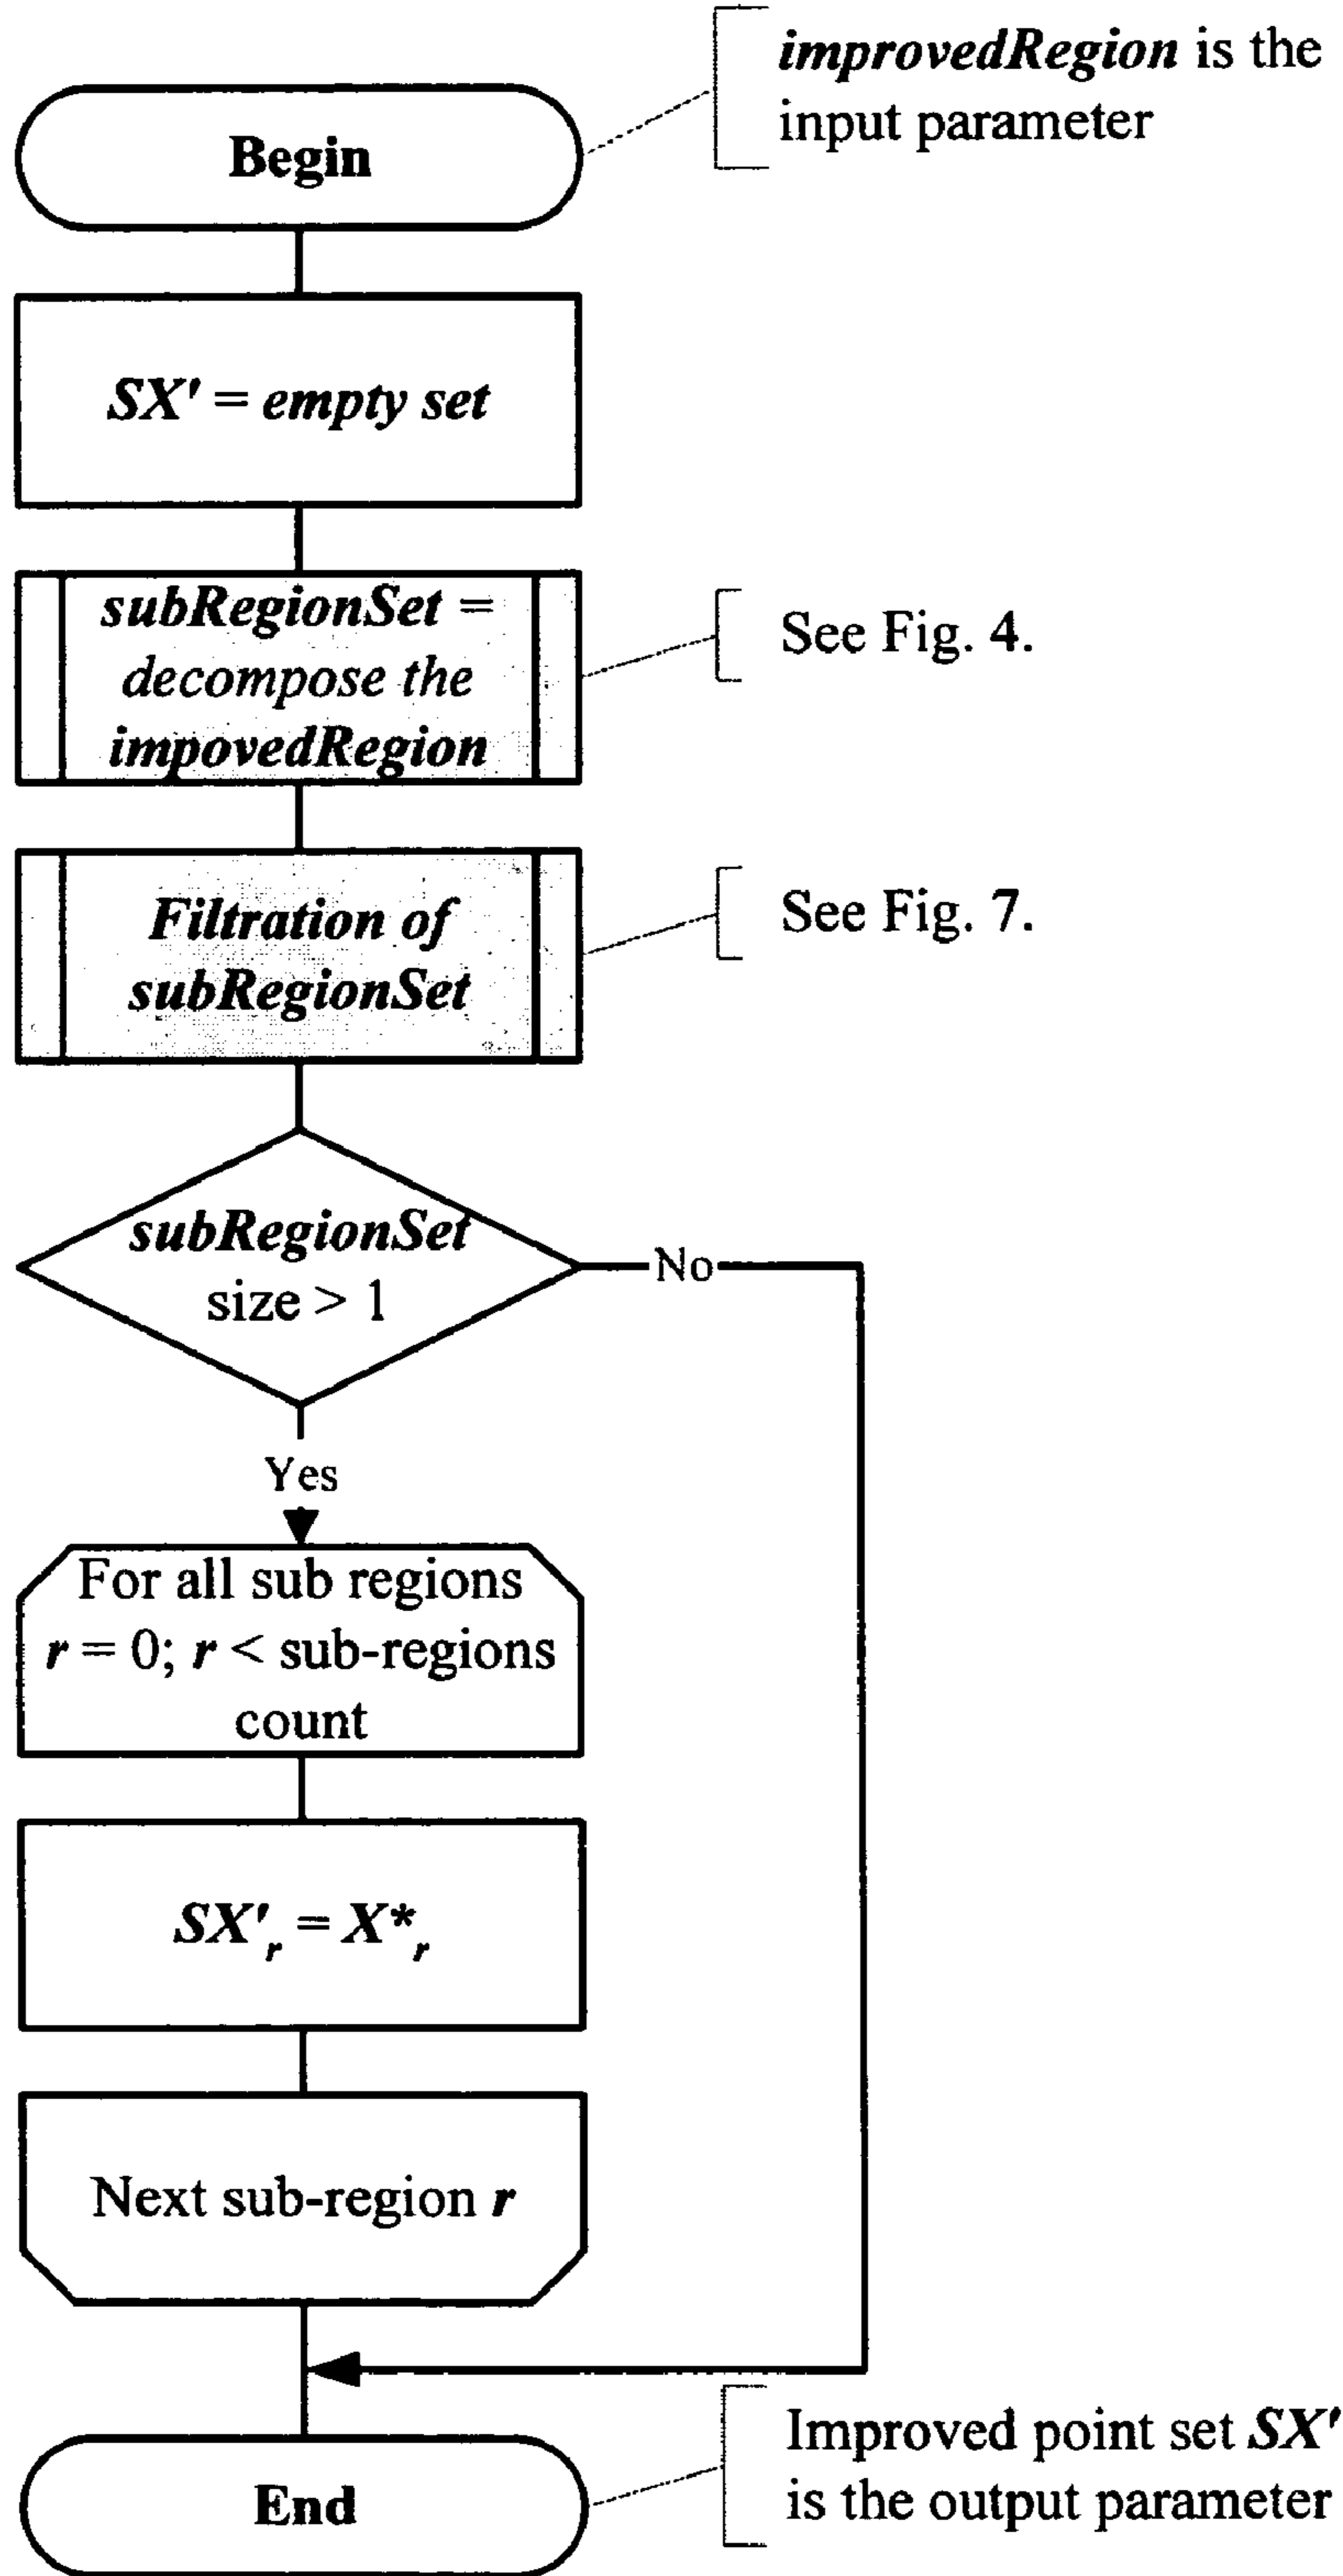 improvedRegion is the
input parameter
Begin
SX' = empty set
subRegionSet =
decompose the
impovedRegion
See Fig. 4.
Filtration of
subRegionSet
See Fig. 7.
subRegionSet
size > 1
No
Yes
For all sub regions
r = 0; r < sub-regions
count
SX'r = X*r
Next sub-region r
Improved point set SX'
is the output parameter
End